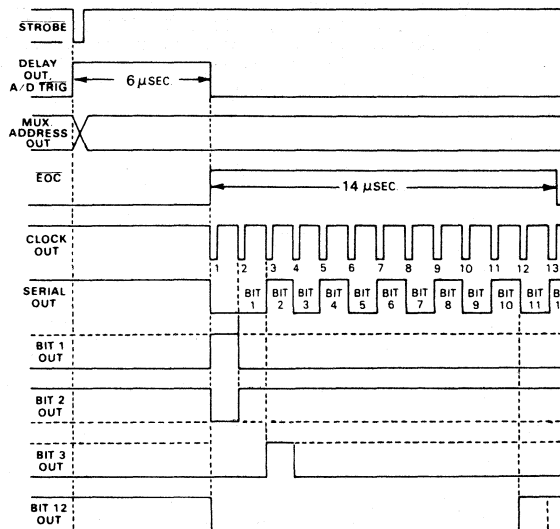 STROBE
DELAY
OUT,
A/D TRIG
6 μSEC.
MUX.
ADDRESS
OUT
EOC
14 μSEC.
CLOCK
OUT
1 2 3 4 5 6 7 8 9 10 11 12 13
SERIAL
OUT
BIT BIT BIT BIT BIT BIT BIT BIT BIT BIT BIT
1 2 3 4 5 6 7 8 9 10 11
BIT 1
OUT
BIT 2
OUT
BIT 3
OUT
BIT 12
OUT